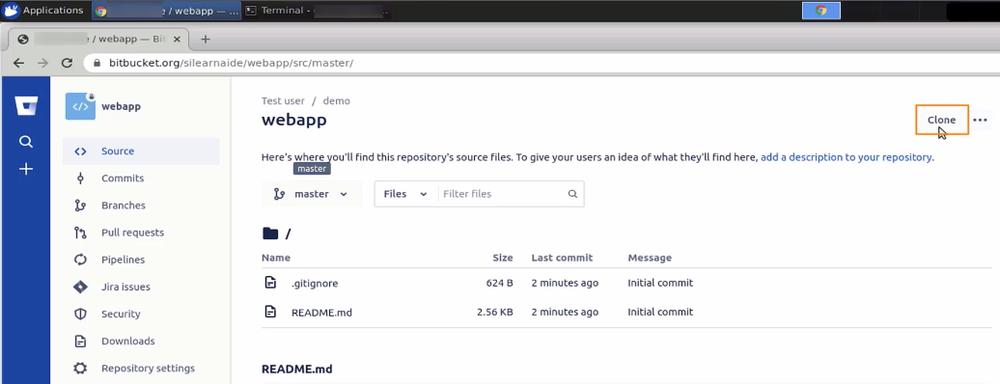 Applications
/ webapp — ...
Terminal -
/ webapp — Bi
bitbucket.org/silearnaide/webapp/src/master/
webapp
Source
Commits
Branches
Pull requests
Pipelines
Jira issues
Security
Downloads
Repository settings
Test user / demo
webapp
Clone
Here's where you'll find this repository's source files. To give your users an idea of what they'll find here, add a description to your repository.
master
master
Files
Filter files
/
Name Size Last commit Message
.gitignore 624 B 2 minutes ago Initial commit
README.md 2.56 KB 2 minutes ago Initial commit
README.md